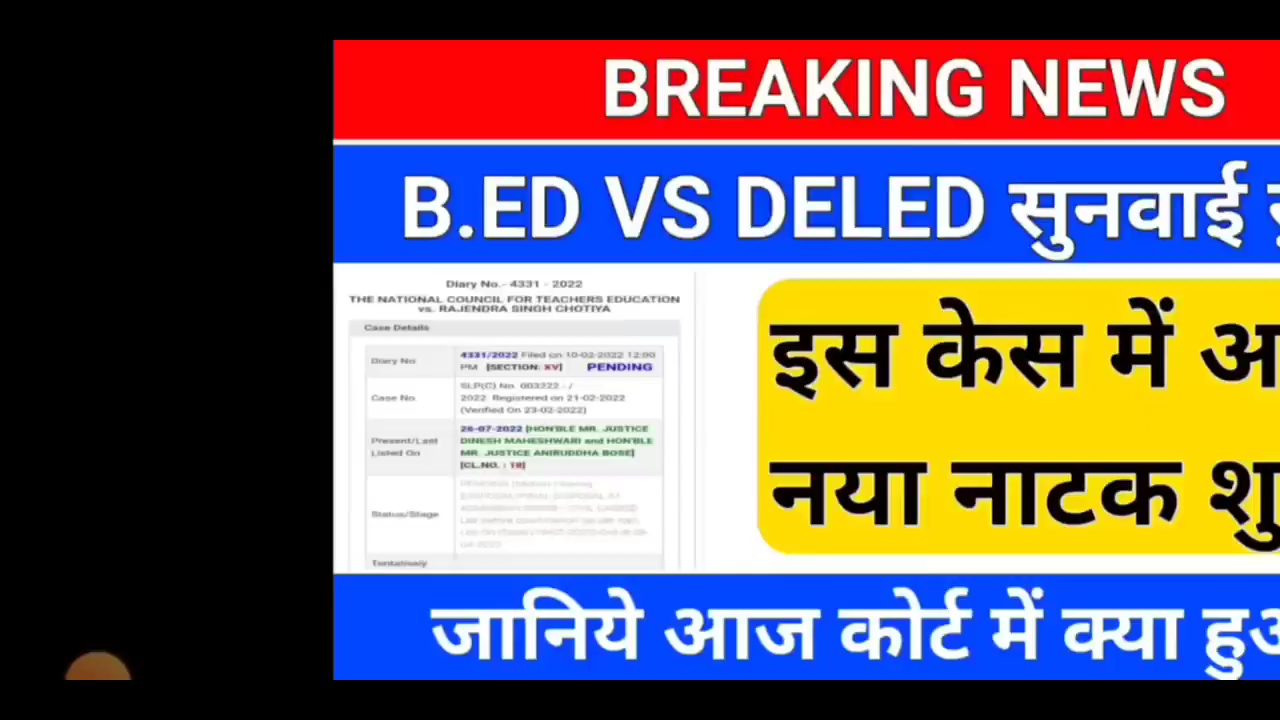 BREAKING NEWS
B.ED VS DELED सुनवाई
Diary No.- 4331 - 2022
THE NATIONAL COUNCIL FOR TEACHERS EDUCATION
vs. RAJENDRA SINGH CHOTIYA
Case Details
Diary No.
4331/2022 Filed on 10-02-2022 12:00
PM [SECTION: XV] PENDING
Case No.
SLP(C) No. 003222 - /
2022 Registered on 21-02-2022
(Verified On 23-02-2022)
Present/Last
Listed On
26-07-2022 [HON'BLE MR. JUSTICE
DINESH MAHESHWARI and HON'BLE
MR. JUSTICE ANIRUDDHA BOSE]
[CL.NO. : 18]
Status/Stage
Tentatively
इस केस में अ
नया नाटक शु
जानिये आज कोर्ट में क्या हुअ